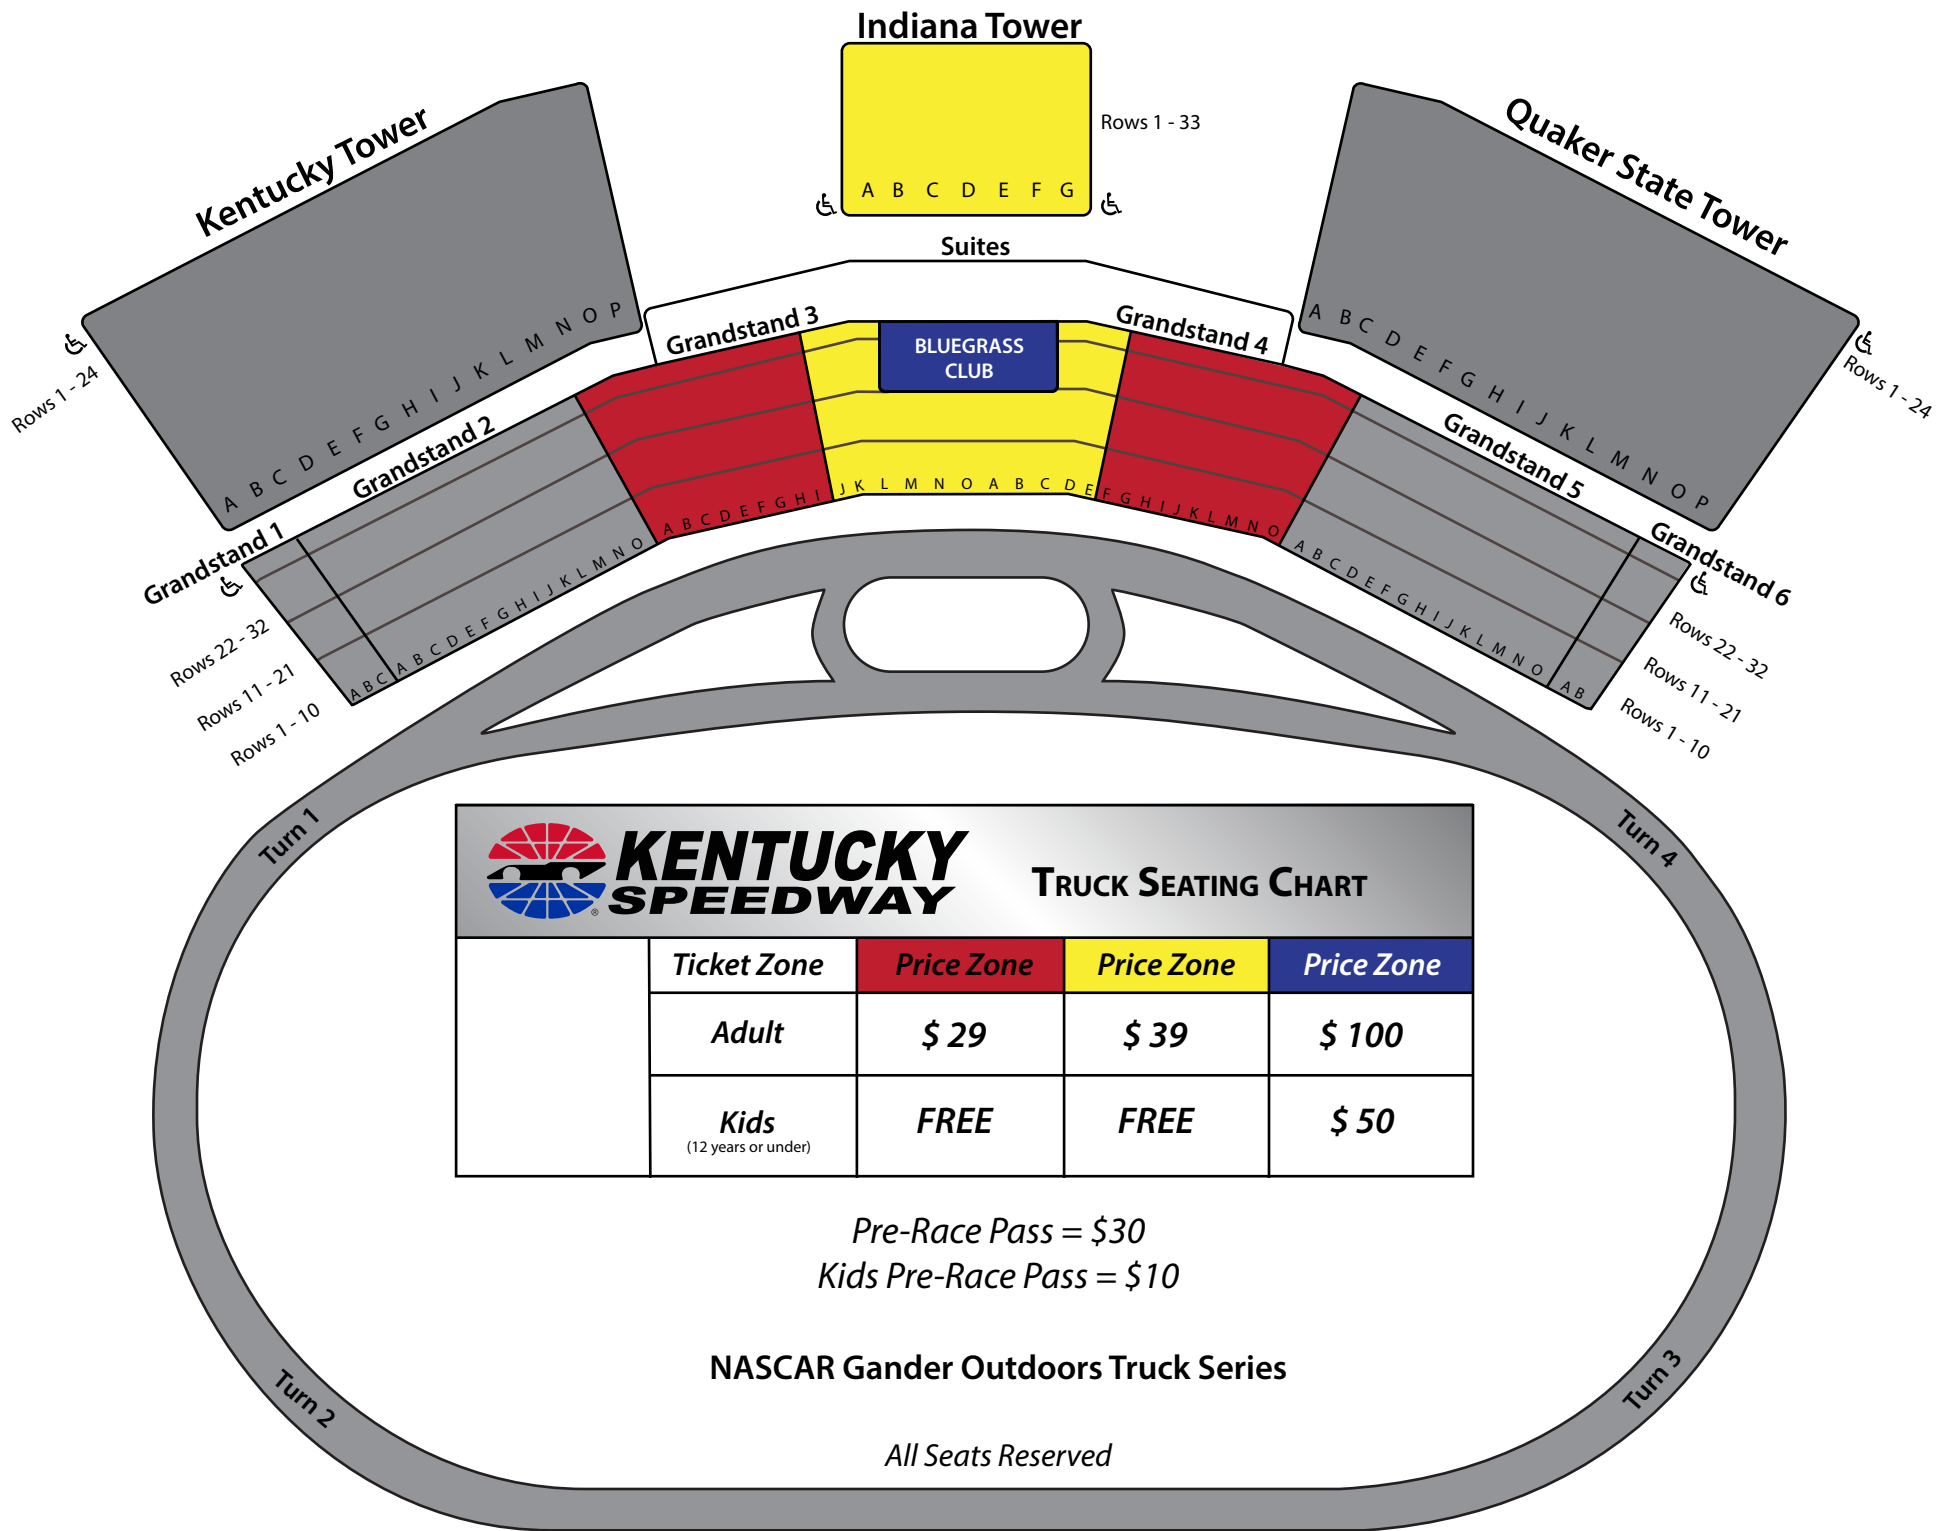 Indiana Tower
Rows 1 - 33
A B C D E F G
Kentucky Tower
A B C D E F G H I J K L M N O P
Rows 1 - 24
Quaker State Tower
A B C D E F G H I J K L M N O P
Rows 1 - 24
Suites
Grandstand 1
Grandstand 2
Grandstand 3
BLUEGRASS
CLUB
Grandstand 4
Grandstand 5
Grandstand 6
A B C
A B C D E F G H I J K L M N O
A B C D E F G H I J K L M N O
A B C D E F G H I J K L M N O
A B C D E F G H I J K L M N O
A B
Rows 22 - 32
Rows 11 - 21
Rows 1 - 10
Rows 22 - 32
Rows 11 - 21
Rows 1 - 10
Turn 1
Turn 4
KENTUCKY
SPEEDWAY
®
TRUCK SEATING CHART
Ticket Zone Price Zone Price Zone Price Zone
Adult $ 29 $ 39 $ 100
Kids FREE FREE $ 50
(12 years or under)
Pre-Race Pass = $30
Kids Pre-Race Pass = $10
NASCAR Gander Outdoors Truck Series
Turn 2
Turn 3
All Seats Reserved